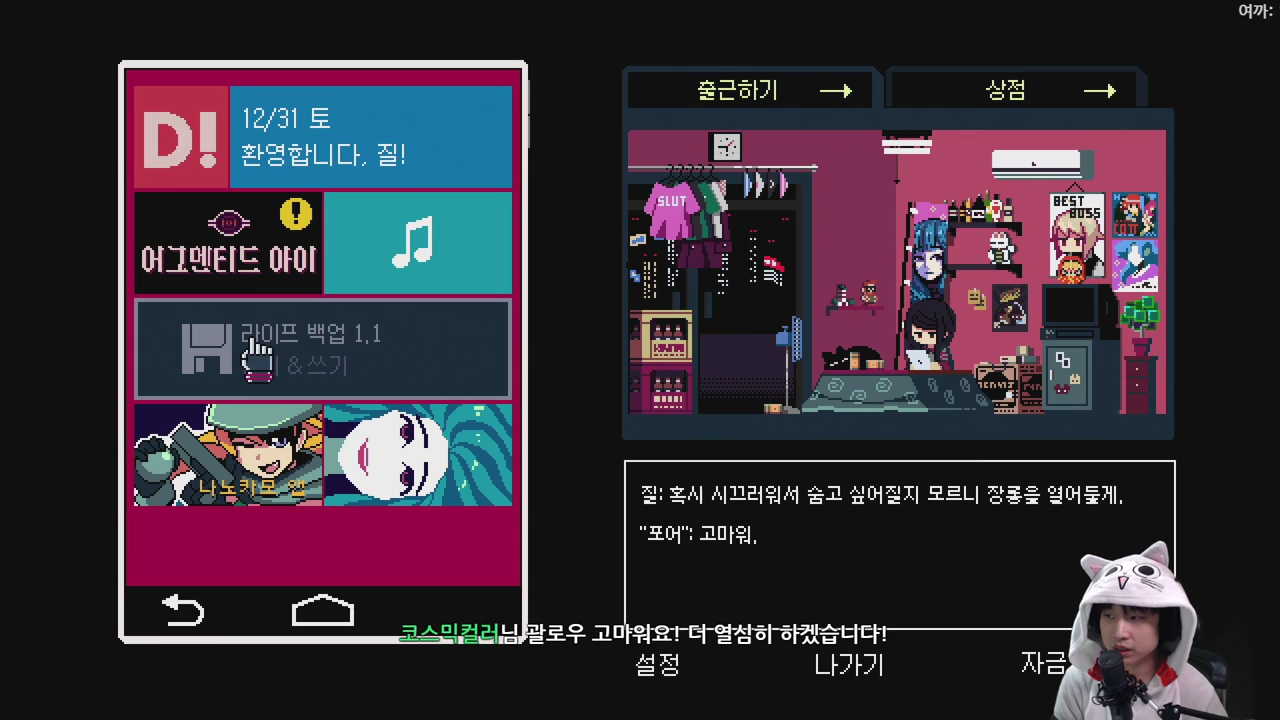 여까:
D!
12/31 토
환영합니다, 질!
어그멘티드 아이
라이프 백업 1.1
&쓰기
나노카모 앱
출근하기
상점
SLUT
BEST
BOSS
질: 혹시 시끄러워서 숨고 싶어질지 모르니 장롱을 열어둘게.
"포어": 고마워.
코스믹컬러님 팔로우 고마워요! 더 열심히 하겠습니다!
설정
나가기
자금